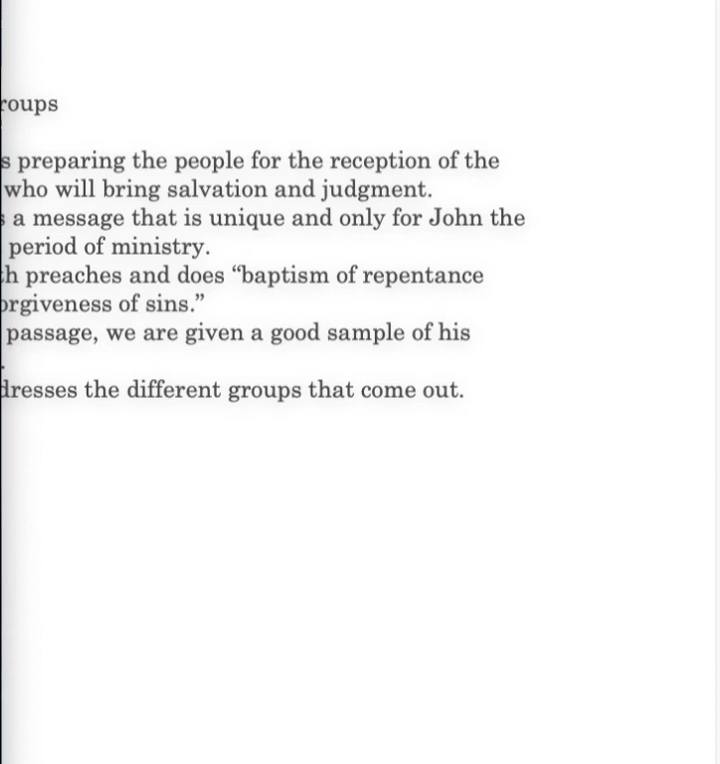 roups
s preparing the people for the reception of the
who will bring salvation and judgment.
s a message that is unique and only for John the
period of ministry.
h preaches and does “baptism of repentance
orgiveness of sins.”
passage, we are given a good sample of his
.
dresses the different groups that come out.